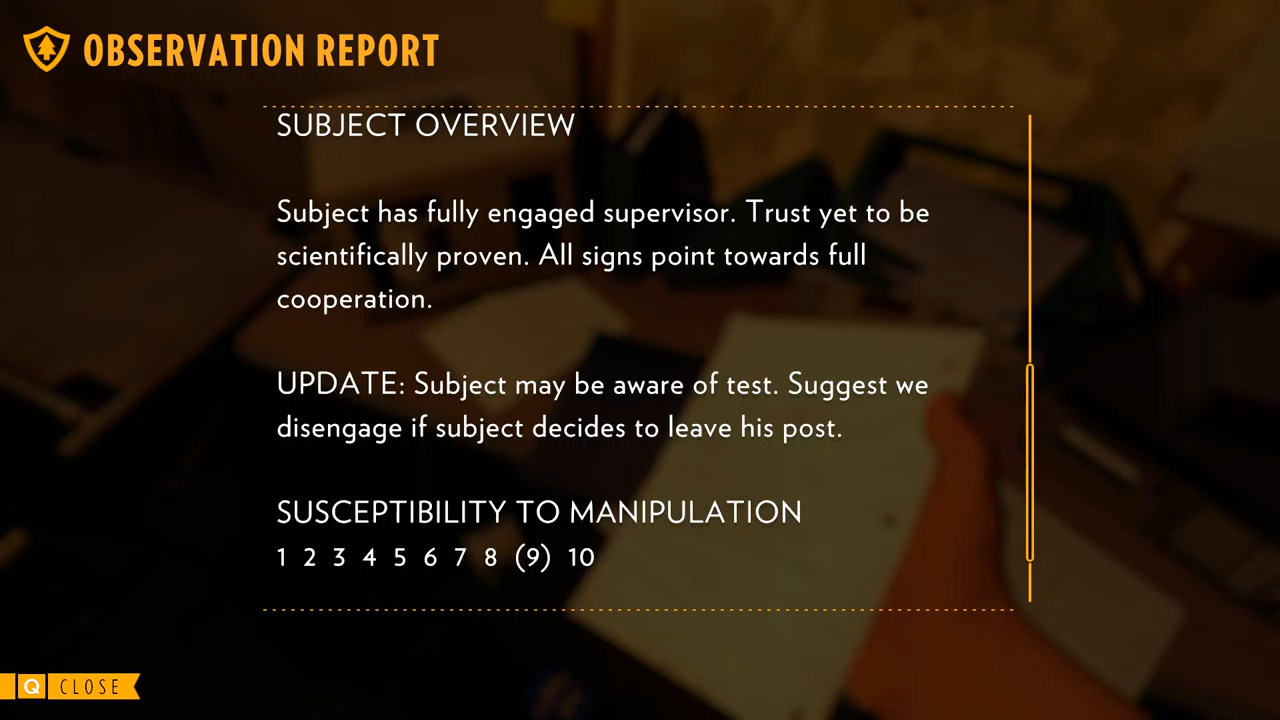 OBSERVATION REPORT
SUBJECT OVERVIEW
Subject has fully engaged supervisor. Trust yet to be
scientifically proven. All signs point towards full
cooperation.
UPDATE: Subject may be aware of test. Suggest we
disengage if subject decides to leave his post.
SUSCEPTIBILITY TO MANIPULATION
1 2 3 4 5 6 7 8 (9) 10
Q CLOSE